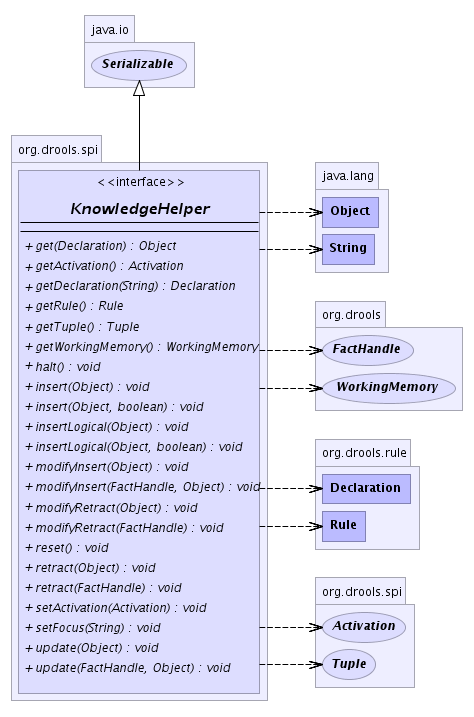 java.io
Serializable
org.drools.spi
<<interface>>
KnowledgeHelper
+ get(Declaration) : Object
+ getActivation() : Activation
+ getDeclaration(String) : Declaration
+ getRule() : Rule
+ getTuple() : Tuple
+ getWorkingMemory() : WorkingMemory
+ halt() : void
+ insert(Object) : void
+ insert(Object, boolean) : void
+ insertLogical(Object) : void
+ insertLogical(Object, boolean) : void
+ modifyInsert(Object) : void
+ modifyInsert(FactHandle, Object) : void
+ modifyRetract(Object) : void
+ modifyRetract(FactHandle) : void
+ reset() : void
+ retract(Object) : void
+ retract(FactHandle) : void
+ setActivation(Activation) : void
+ setFocus(String) : void
+ update(Object) : void
+ update(FactHandle, Object) : void
java.lang
Object
String
org.drools
FactHandle
WorkingMemory
org.drools.rule
Declaration
Rule
org.drools.spi
Activation
Tuple